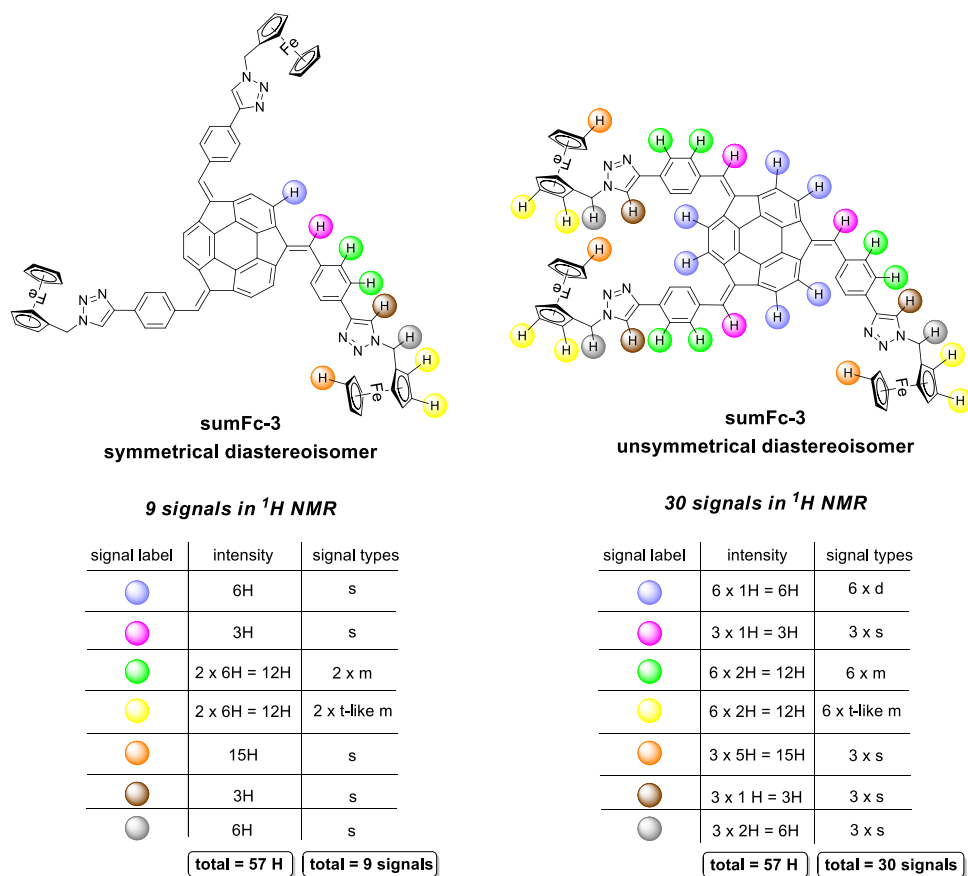 sumFc-3
symmetrical diastereoisomer
9 signals in ¹H NMR
signal label intensity signal types
6H s
3H s
2 x 6H = 12H 2 x m
2 x 6H = 12H 2 x t-like m
15H s
3H s
6H s
total = 57 H total = 9 signals
sumFc-3
unsymmetrical diastereoisomer
30 signals in ¹H NMR
signal label intensity signal types
6 x 1H = 6H 6 x d
3 x 1H = 3H 3 x s
6 x 2H = 12H 6 x m
6 x 2H = 12H 6 x t-like m
3 x 5H = 15H 3 x s
3 x 1 H = 3H 3 x s
3 x 2H = 6H 3 x s
total = 57 H total = 30 signals